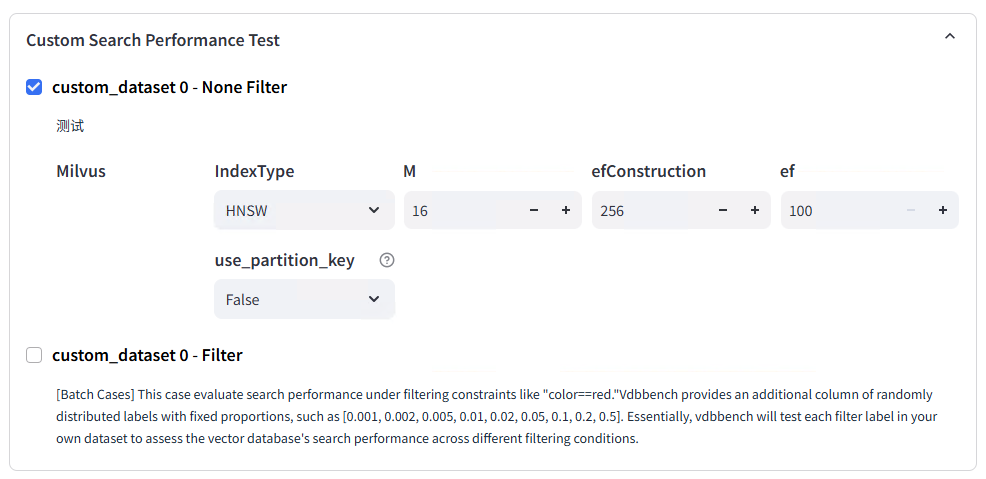 Custom Search Performance Test
custom_dataset 0 - None Filter
测试
Milvus IndexType M efConstruction ef
HNSW 16 − + 256 − + 100 − +
use_partition_key ?
False
custom_dataset 0 - Filter
[Batch Cases] This case evaluate search performance under filtering constraints like "color==red."Vdbbench provides an additional column of randomly
distributed labels with fixed proportions, such as [0.001, 0.002, 0.005, 0.01, 0.02, 0.05, 0.1, 0.2, 0.5]. Essentially, vdbbench will test each filter label in your
own dataset to assess the vector database's search performance across different filtering conditions.